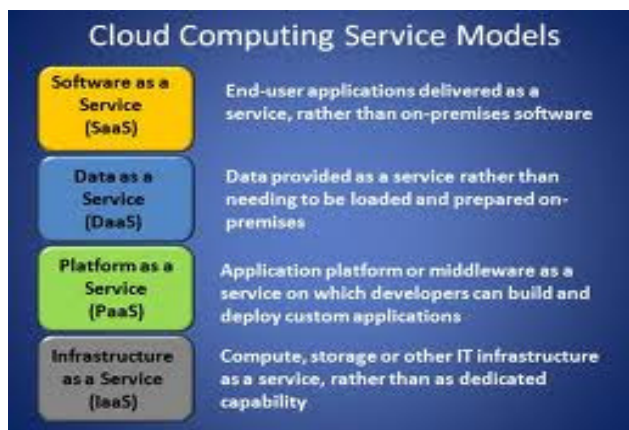 Cloud Computing Service Models
Software as a
Service
(SaaS)
End-user applications delivered as a
service, rather than on-premises software
Data as a
Service
(DaaS)
Data provided as a service rather than
needing to be loaded and prepared on-
premises
Platform as a
Service
(PaaS)
Application platform or middleware as a
service on which developers can build and
deploy custom applications
Infrastructure
as a Service
(IaaS)
Compute, storage or other IT infrastructure
as a service, rather than as dedicated
capability